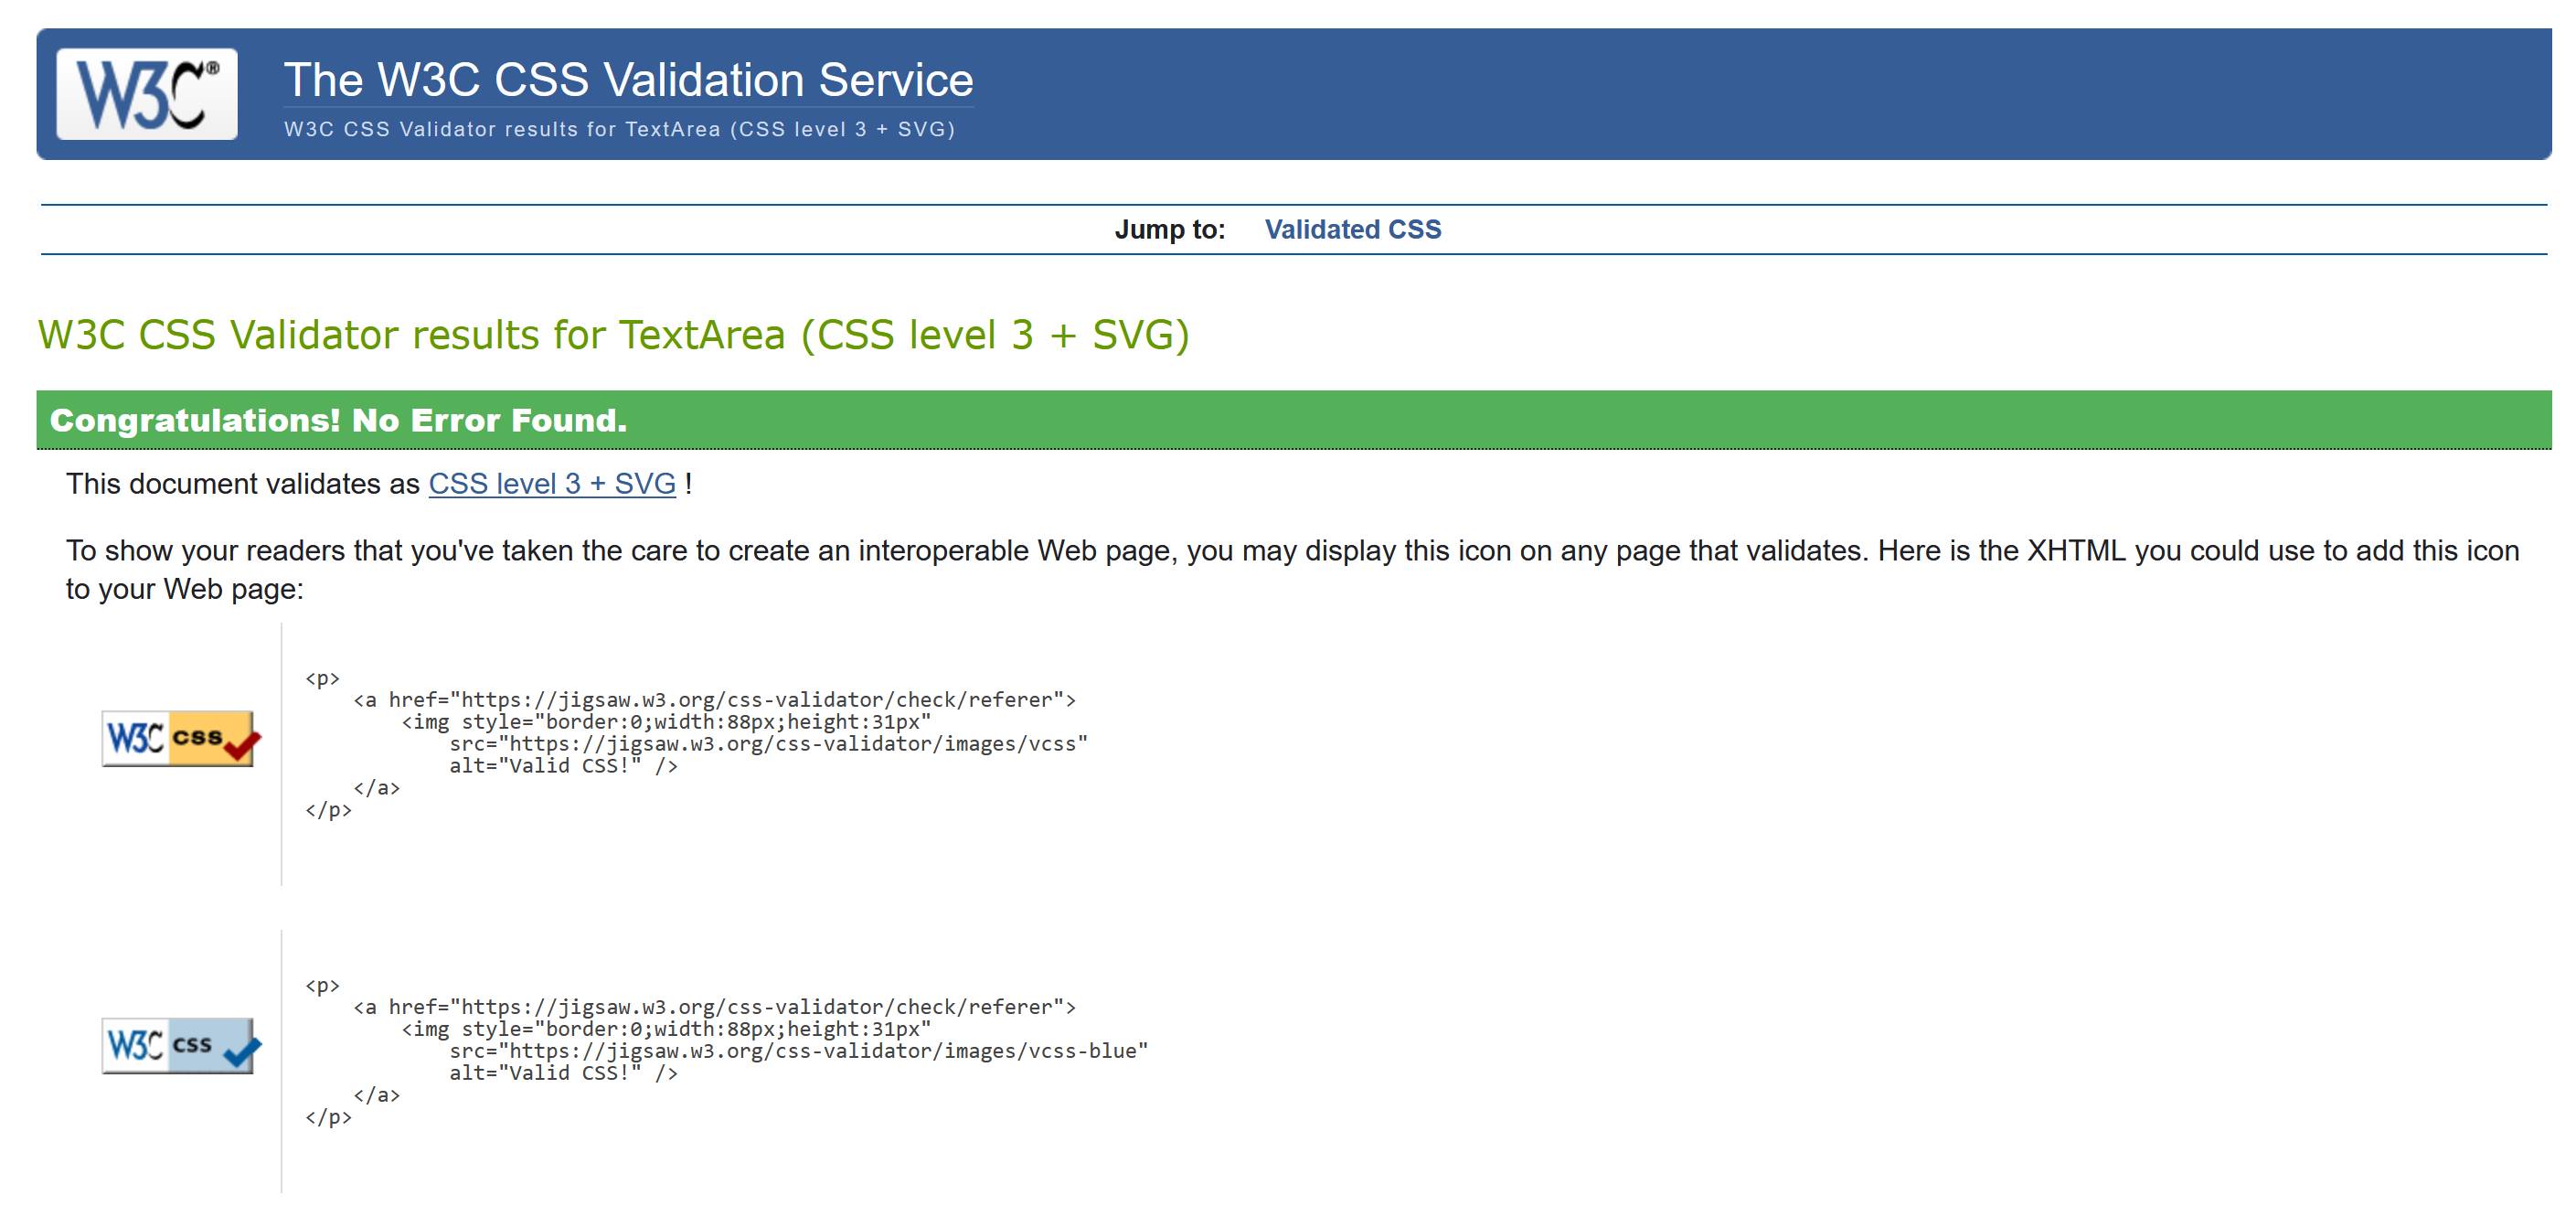 W3C®
The W3C CSS Validation Service
W3C CSS Validator results for TextArea (CSS level 3 + SVG)
Jump to: Validated CSS
W3C CSS Validator results for TextArea (CSS level 3 + SVG)
Congratulations! No Error Found.
This document validates as CSS level 3 + SVG !
To show your readers that you've taken the care to create an interoperable Web page, you may display this icon on any page that validates. Here is the XHTML you could use to add this icon
to your Web page:
W3C css
<p>
    <a href="https://jigsaw.w3.org/css-validator/check/referer">
        <img style="border:0;width:88px;height:31px"
            src="https://jigsaw.w3.org/css-validator/images/vcss"
            alt="Valid CSS!" />
    </a>
</p>
W3C css
<p>
    <a href="https://jigsaw.w3.org/css-validator/check/referer">
        <img style="border:0;width:88px;height:31px"
            src="https://jigsaw.w3.org/css-validator/images/vcss-blue"
            alt="Valid CSS!" />
    </a>
</p>